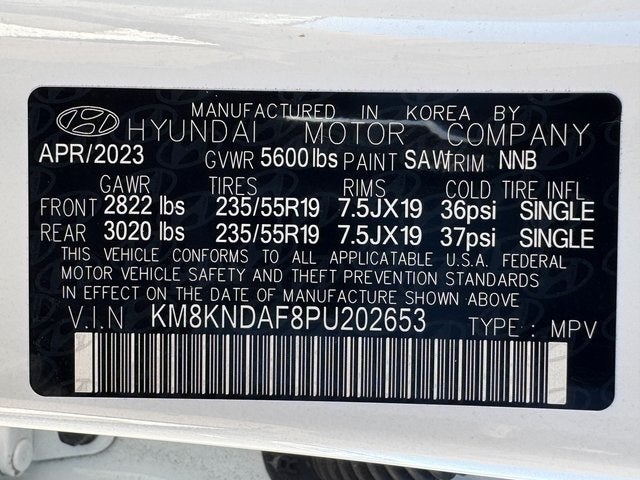 MANUFACTURED IN KOREA BY
HYUNDAI MOTOR COMPANY
APR/2023 GVWR 5600 lbs PAINT SAW TRIM NNB
GAWR TIRES RIMS COLD TIRE INFL
FRONT 2822 lbs 235/55R19 7.5JX19 36psi SINGLE
REAR 3020 lbs 235/55R19 7.5JX19 37psi SINGLE
THIS VEHICLE CONFORMS TO ALL APPLICATABLE U.S.A. FEDERAL
MOTOR VEHICLE SAFETY AND THEFT PREVENTION STANDARDS
IN EFFECT ON THE DATE OF MANUFACTURE SHOWN ABOVE
V.I.N KM8KNDAF8PU202653 TYPE : MPV